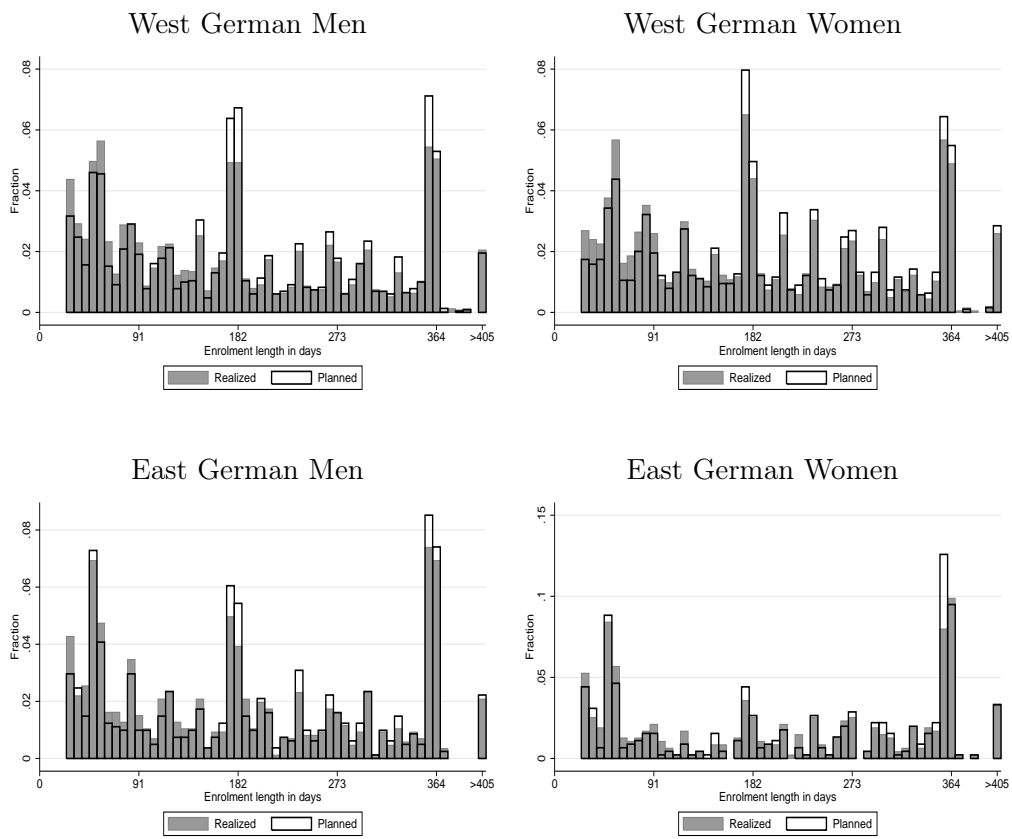 West German Men
West German Women
.08
.06
.04
.02
0
Fraction
0
91
182
273
364
>405
Enrolment length in days
Realized
Planned
.08
.06
.04
.02
0
Fraction
0
91
182
273
364
>405
Enrolment length in days
Realized
Planned
East German Men
East German Women
.08
.06
.04
.02
0
Fraction
0
91
182
273
364
>405
Enrolment length in days
Realized
Planned
.15
.1
.05
0
Fraction
0
91
182
273
364
>405
Enrolment length in days
Realized
Planned